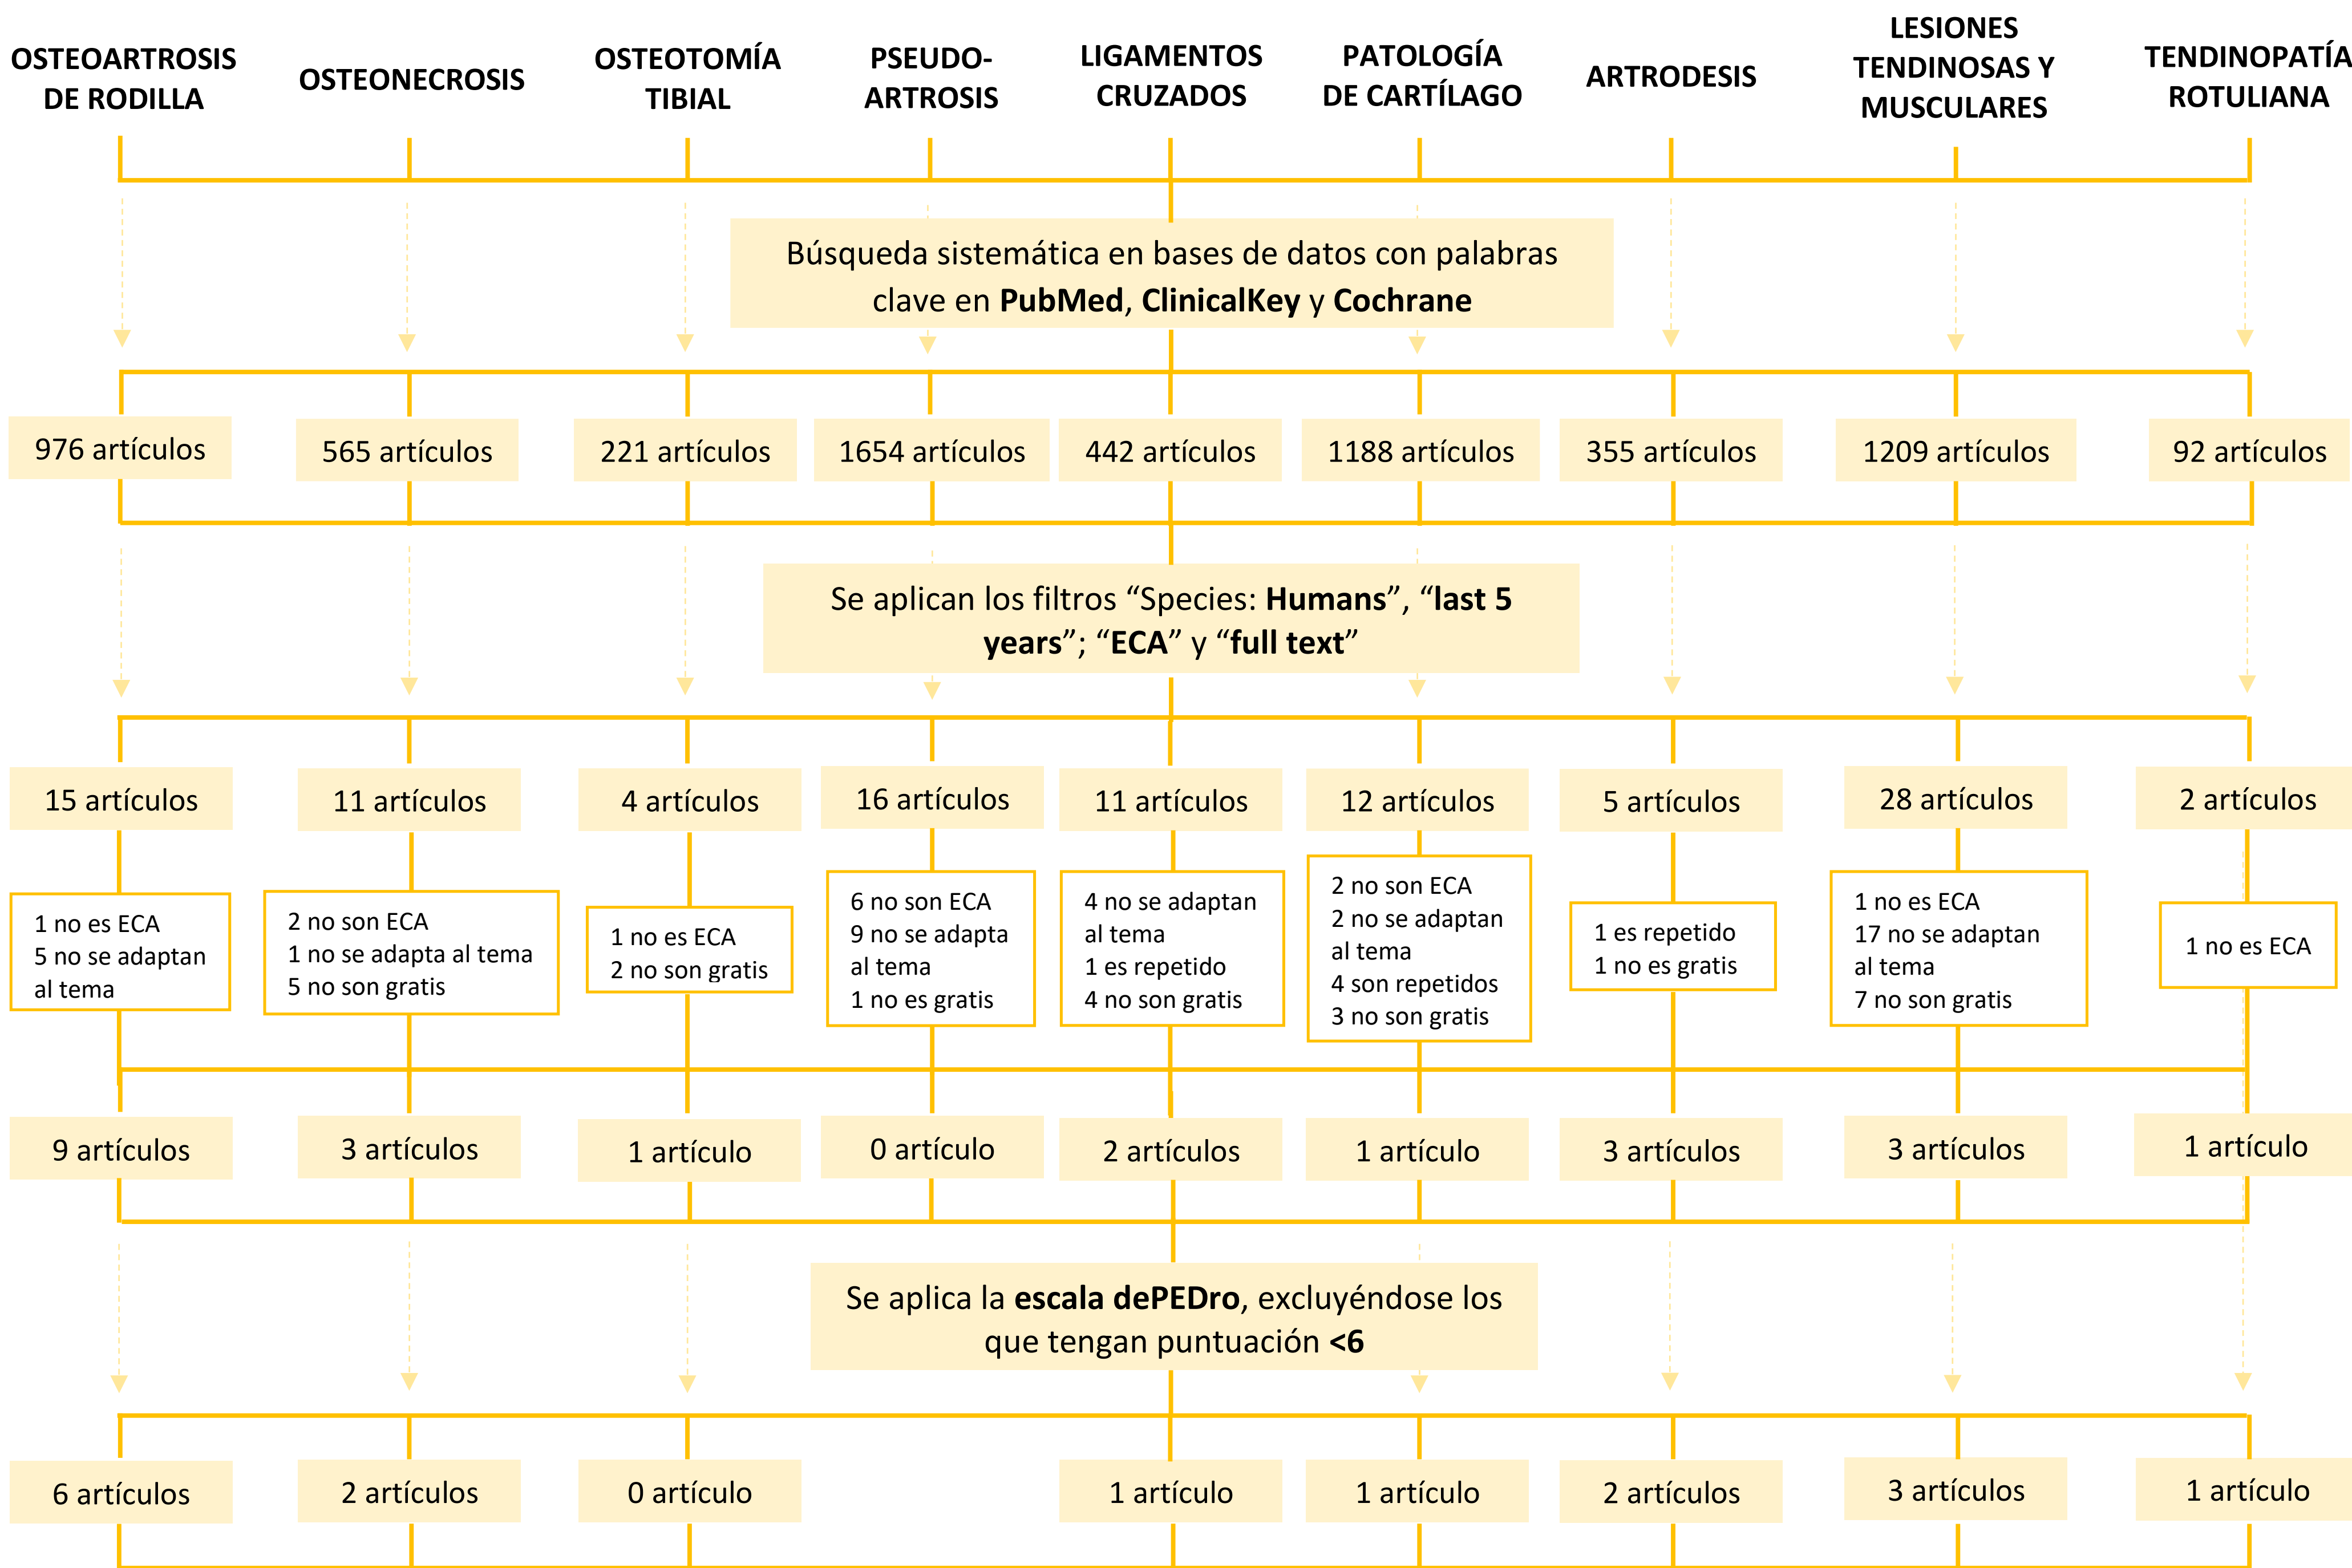 OSTEOARTROSIS
DE RODILLA
OSTEONECROSIS
OSTEOTOMÍA
TIBIAL
PSEUDO-
ARTROSIS
LIGAMENTOS
CRUZADOS
PATOLOGÍA
DE CARTÍLAGO
ARTRODESIS
LESIONES
TENDINOSAS Y
MUSCULARES
TENDINOPATÍA
ROTULIANA
Búsqueda sistemática en bases de datos con palabras
clave en PubMed, ClinicalKey y Cochrane
976 artículos
565 artículos
221 artículos
1654 artículos
442 artículos
1188 artículos
355 artículos
1209 artículos
92 artículos
Se aplican los filtros “Species: Humans”, “last 5
years”; “ECA” y “full text”
15 artículos
11 artículos
4 artículos
16 artículos
11 artículos
12 artículos
5 artículos
28 artículos
2 artículos
1 no es ECA
5 no se adaptan
al tema
2 no son ECA
1 no se adapta al tema
5 no son gratis
1 no es ECA
2 no son gratis
6 no son ECA
9 no se adapta
al tema
1 no es gratis
4 no se adaptan
al tema
1 es repetido
4 no son gratis
2 no son ECA
2 no se adaptan
al tema
4 son repetidos
3 no son gratis
1 es repetido
1 no es gratis
1 no es ECA
17 no se adaptan
al tema
7 no son gratis
1 no es ECA
9 artículos
3 artículos
1 artículo
0 artículo
2 artículos
1 artículo
3 artículos
3 artículos
1 artículo
Se aplica la escala dePEDro, excluyéndose los
que tengan puntuación <6
6 artículos
2 artículos
0 artículo
1 artículo
1 artículo
2 artículos
3 artículos
1 artículo